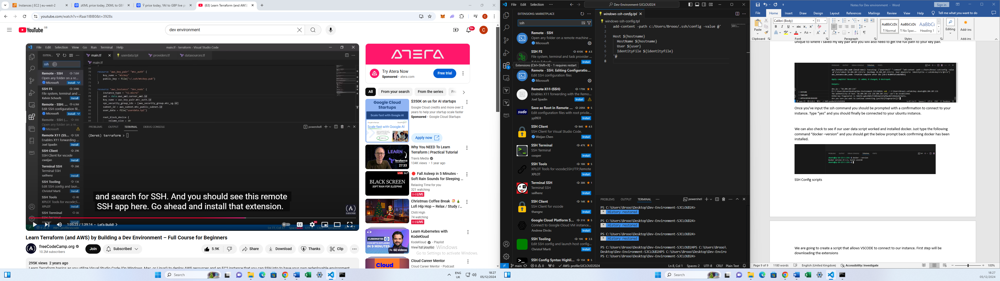 Instances | EC2 | eu-west-2
zKML price today, ZKML to GBP
Ÿ price today, YAI to GBP live pr
(63) Learn Terraform (and AWS)
youtube.com/watch?v=iRaai1IBlB0&t=3928s
YouTube GB
dev environment
9+
C
File Edit Selection View Go Run Terminal Help
main.tf - terraform - Visual Studio Code
EXTEN...
main.tf
userdata.tpl
providers.tf
datasources.tf
ssh
main.tf
Remote - SSH 7.6M
Open any folder on a re...
Microsoft Install
SSH FS 308K
File system, terminal and ...
Kelvin Schoofs Install
Remote - SSH: ... 6.9M
Edit SSH configuration fil...
Microsoft Install
Remote - SSH (... 98K
Open any folder on a re...
Microsoft
Remote X11 (SS... 52K
Enables X11 forwarding ...
Joel Spadin Install
SSH Client 29K
SSH Client for vscode
cweijan Install
Terminal SSH 26K
Terminal SSH
sailhenz Install
SSH Tooling 13K
Edit SSH config and laun...
Christof Marti Install
SSH Tools 4K
XPLOT Tools for vscode;S...
XPLOT Install
SSH Terminal 8K
SSH Terminal
cooper Install
69
70 resource "aws_key_pair" "mtc_auth" {
71 key_name = "mtckey"
72 public_key = file("~/.ssh/mtckey.pub")
73 }
74
75 resource "aws_instance" "dev_node" {
76 instance_type = "t2.micro"
77 ami = data.aws_ami.server_ami.id
78 key_name = aws_key_pair.mtc_auth.id
79 vpc_security_group_ids = [aws_security_group.mtc_sg.id]
80 subnet_id = aws_subnet.mtc_public_subnet.id
81 user_data = file("userdata.tpl")
82
83 root_block_device {
84 volume_size = 10
PROBLEMS OUTPUT TERMINAL DEBUG CONSOLE
powershell
(Derek) terraform >
and search for SSH. And you should see this remote
SSH app here. Go ahead and install that extension.
SUBSCRIBE
1:05:23 / 1:39:14 • Let's Build!
Learn Terraform (and AWS) by Building a Dev Environment – Full Course for Beginners
freeCodeCamp.org
10.2M subscribers
Join
Subscribed
5.9K
Share
Download
Thanks
Clip
295K views 2 years ago
Learn Terraform basics as you utilize Visual Studio Code (On Windows, Mac, or Linux!) to deploy AWS resources and an EC2 instance that you can SSH into to have your own redeployable environment
ATERA
Try Atera Now
Sponsored · atera.com
Free trial
All
From your search
From the series
Fro
Google Cloud
Startups
Scale fast with Google AI
$350K on us for AI startups
Google Cloud credits and more over 2
years to help your startup scale faster
Sponsored · Google Cloud Startups
Apply now
LEARN
Terraform
27:33
Why You NEED To Learn
Terraform | Practical Tutorial
Travis Media
134K views • 1 year ago
LIVE 24/7
BLACK SCREEN
SOFT RAIN FOR SLEEPING
Fall Asleep in 5 Minutes -
Soft Rain Sounds for Sleeping ...
Relaxing Time for you
321 watching
LIVE
Christmas Coffee Break
Lofi Hip Hop ~ Relax / Study /...
Chilli High
74 watching
LIVE
KUBERNETES
CONCEPTS EXPLAINED
IN 9 MINUTES
60 videos
Learn Kubernetes with
KodeKloud
KodeKloud • Playlist
View full playlist
Cloud
Career
Cloud Career Mentor
Cloud Career Mentor • Podcast
Windows
Go to Settings to activate Windows.
File Edit Selection
Dev-Environment-SJCLOUD24
EXTENSIONS: MARKETPLACE
ssh
Remote - SSH
Open any folder on a remote machine ...
Microsoft
SSH FS 610K 4.5
File system, terminal and task provider ...
Kelvin Schoofs Install
Extensions (Ctrl+Shift+X) - 1 requires restart
Remote - SSH: Editing Configuratio...
Edit SSH configuration files
Microsoft
Remote X11 (SSH) 170K 5
Enables X11 forwarding with the Remo...
Joel Spadin Install
Save as Root in Remote ... 205K 5
Edit configuration files with root privile...
yy0931 Install
SSH Client 94K 4.5
SSH Client for Visual Studio Code.
Weijan Chen Install
SSH Terminal 47K 5
SSH Terminal
cooper Install
SSH Tools 18K 5
XPLOT Tools for vscode;SSH,FTP,Remote
XPLOT Install
Terminal SSH 38K 1
Terminal SSH
sailhenz Install
SSH Client 14K 5
SSH Client for vscode
thangnc Install
Google Cloud Platform S... 31K 5
Connect to Google Cloud VM instance...
Andrew Dircks Install
SSH Tooling 19K 3.5
Edit SSH config and launch host config...
Christof Marti Install
SSH Config Syntax Highli... 15K 5
windows-ssh-config.tpl
windows-ssh-config.tpl
1 add-content -path c:/Users/Brooo/.ssh/config -value @'
2
3 Host ${hostname}
4 HostName ${hostname}
5 User ${user}
6 IdentityFile ${identityfile}
7 '@
8
PROBLEMS OUTPUT TERMINAL
powershell
PS C:\Users\Brooo\Desktop\Dev-Environment-SJCLOUD24>
* History restored
PS C:\Users\Brooo\Desktop\Dev-Environment-SJCLOUD24>
* History restored
PS C:\Users\Brooo\Desktop\Dev-Environment-SJCLOUD24>
* History restored
PS C:\Users\Brooo\Desktop\Dev-Environment-SJCLOUD24PS C:\Users\Brooo\
Desktop\Dev-Environment-SJCLOUD24PS C:\Users\Brooo\Desktop\Dev-Enviro
PS C:\Users\Brooo\Desktop\Dev-Environment-SJCLOUD24>
main 0 0 0 AWS: profile:SJCLOUD2024 Ln 8, Col 1 Spaces: 2 UTF-8 CRLF Plain Text
Notes for Dev environment - Word
Sign in
File Home Insert Draw Design Layout References Mailings Review View Help Tell me what you want to do
Paste
Calibri (Body) 11
AaBbCcDc AaBbCcDc AaBbCc
¶ Normal ¶ No Spac... Heading 1
Editing
Add-ins
Clipboard Font Paragraph Styles Add-ins
unique to where I saved my key pair and you will also need to get the full path to your key pair.
Once you've input the ssh command you should be prompted with a confirmation to connect to your
instance. Type "yes" and you should finally be connected to your ubuntu instance.
We can also check to see if our user data script worked and installed docker. Just type the following
command "docker –version" and you should get the below prompt back confirming docker has been
installed.
SSH Config scripts
We are going to create a script that allows VSCODE to connect to our instance. First step will be
downloading the extensions
Page 9 of 9 1180 words English (United Kingdom) Accessibility: Investigate 100%
Search
ENG
UK
18:27
05/12/2024
Search
18:27
05/12/2024